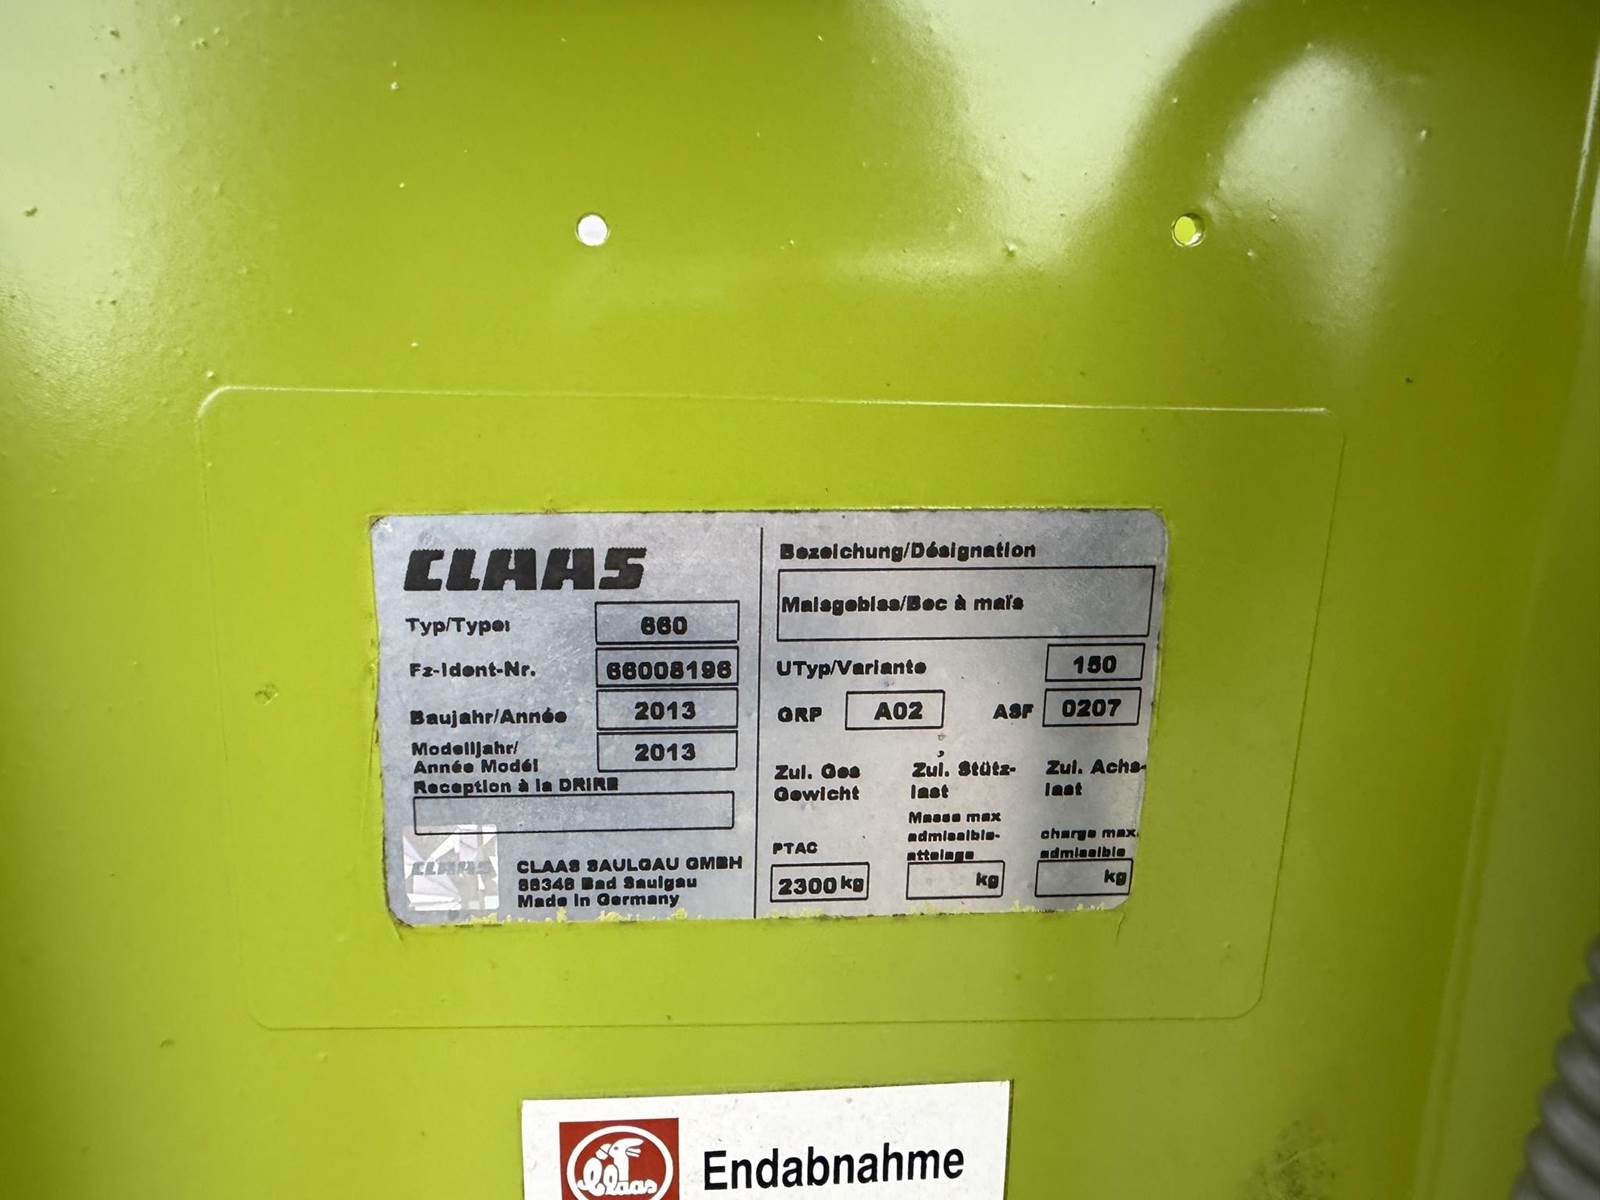 CLAAS
Typ/Type: 660
Fz-Ident-Nr. 66008196
Baujahr/Année 2013
Modelljahr/
Année Modél 2013
Reception à la DRIRE
CLAAS
CLAAS SAULGAU GMBH
88348 Bad Saulgau
Made in Germany
Bezeichung/Désignation
Maisgebiss/Bec à maïs
UTyp/Variante 150
GRP A02 ASF 0207
Zul. Ges Gewicht
PTAC
2300 kg
Zul. Stütz-
last
Masse max
admissible-
attelage
kg
Zul. Achs-
last
charge max.
admissible
kg
Claas
Endabnahme